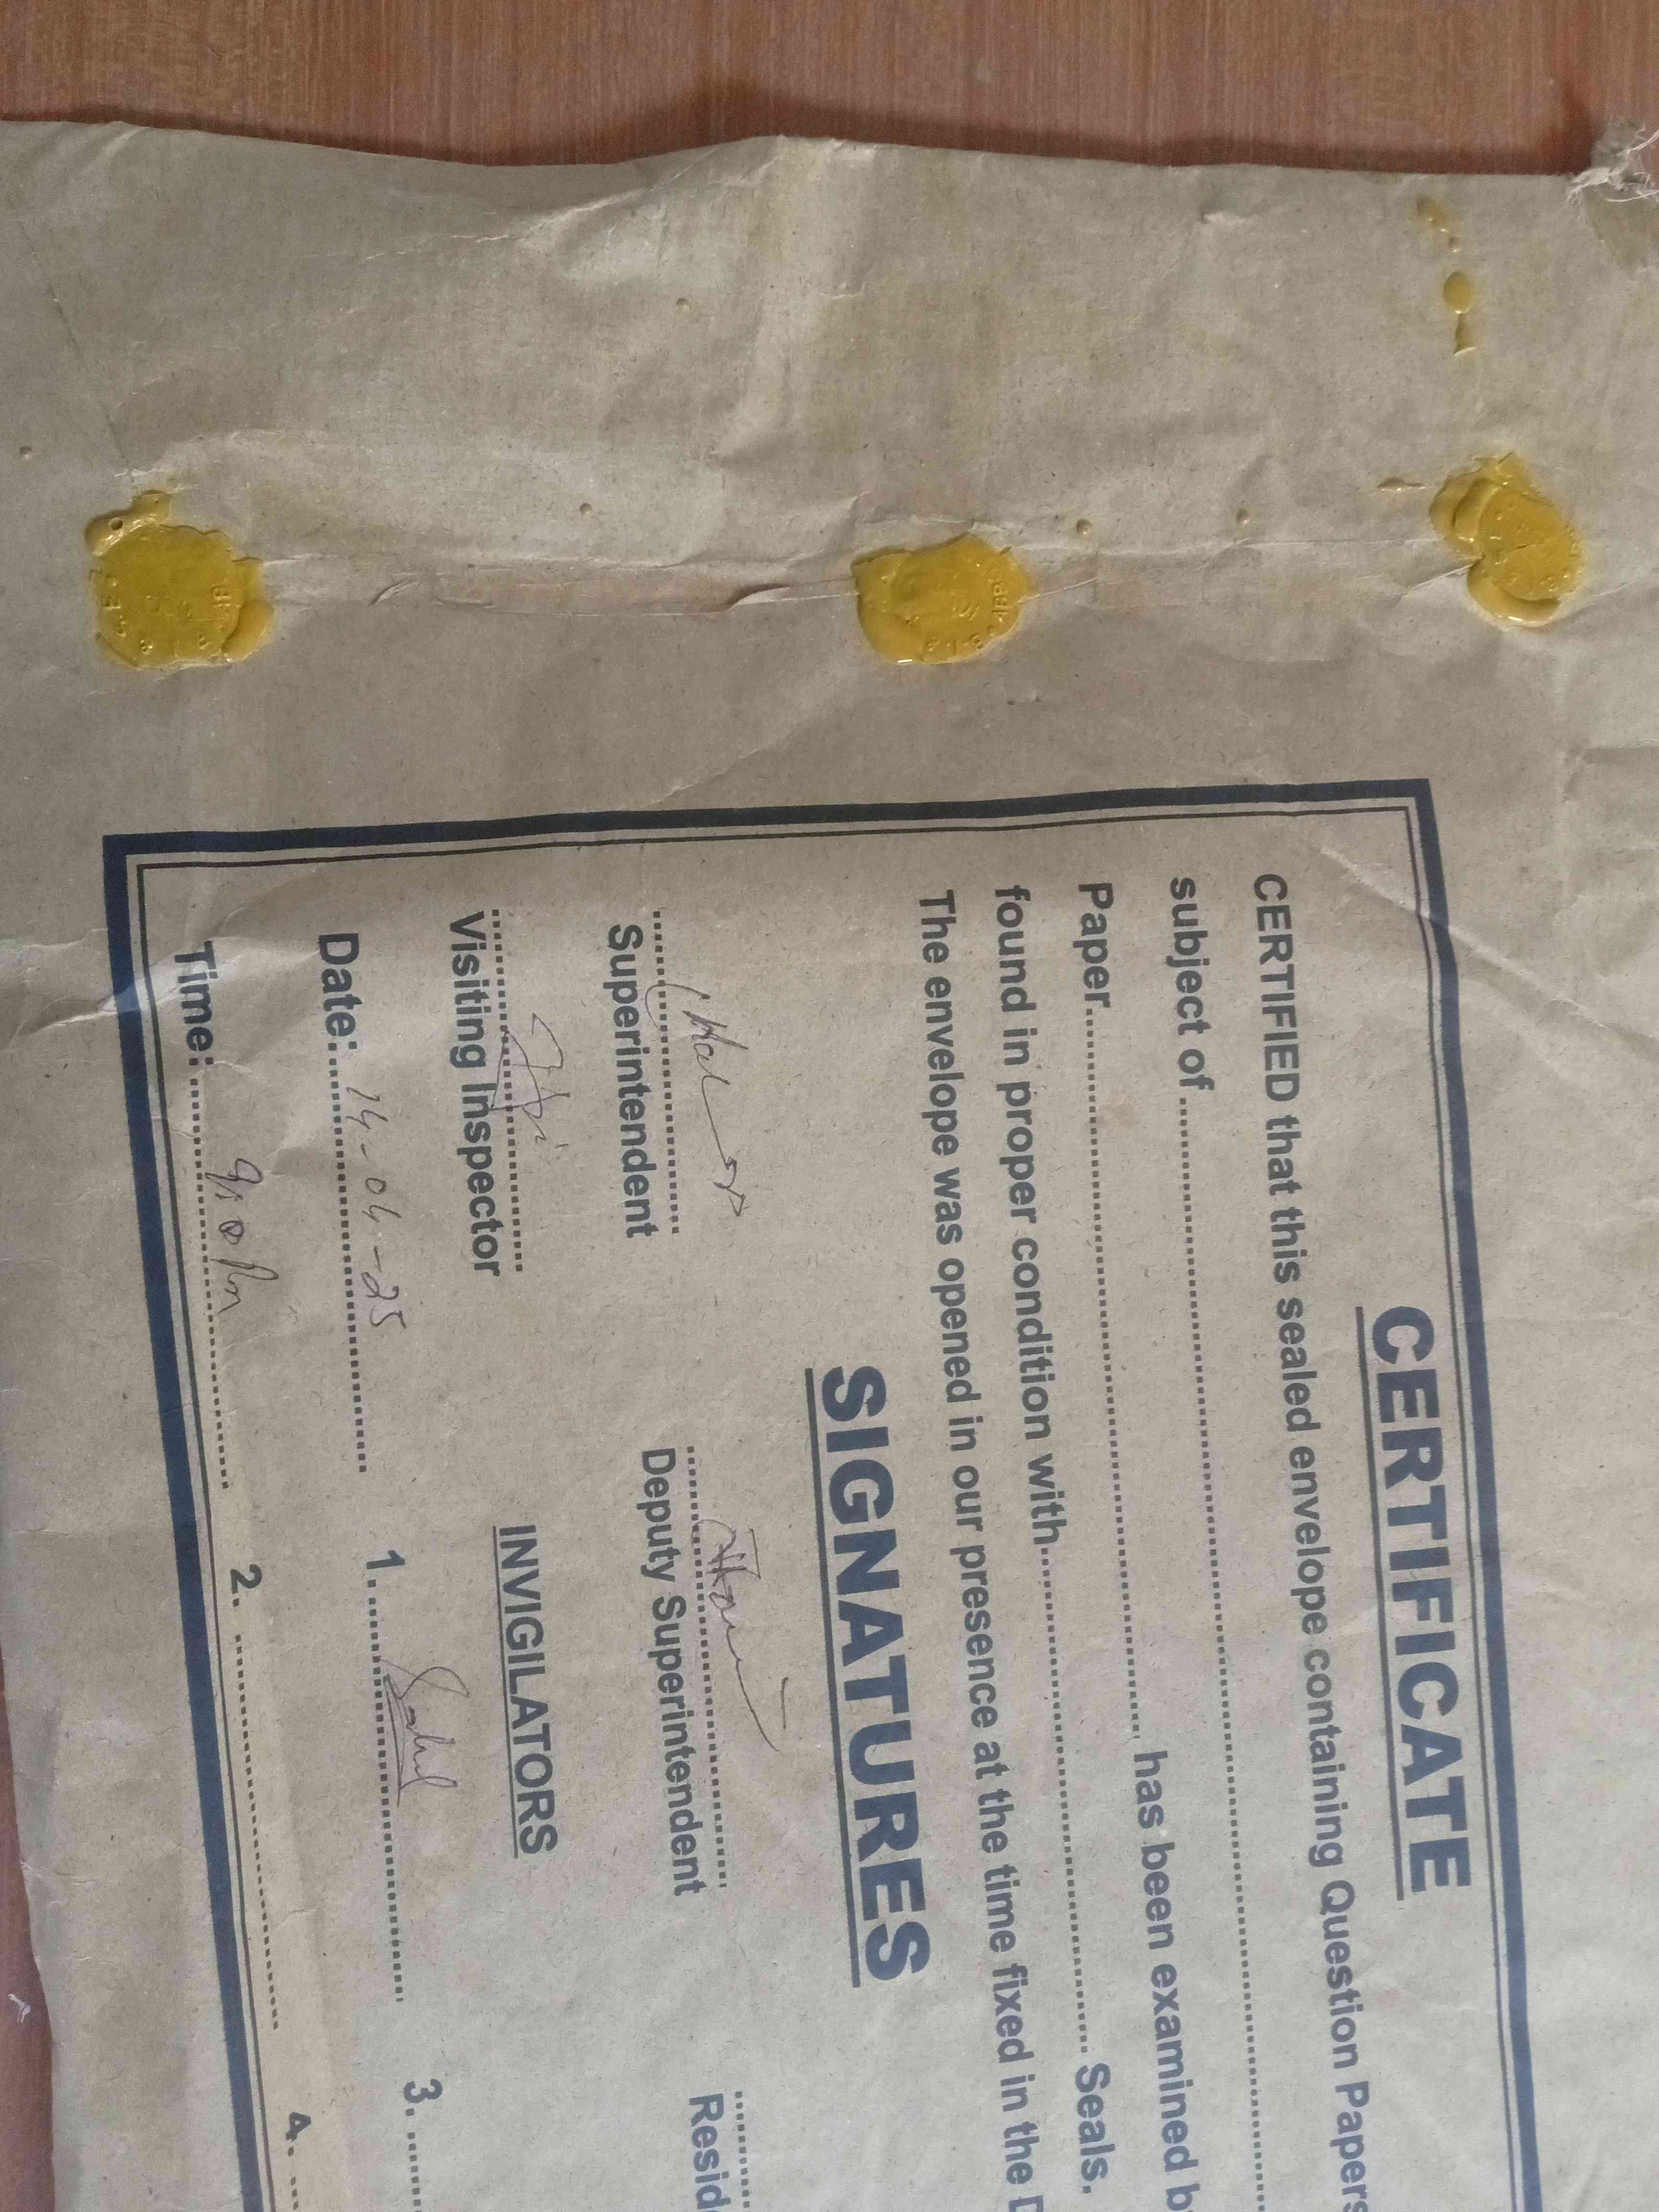 CERTIFICATE
CERTIFIED that this sealed envelope containing Question Papers
subject of
Paper has been examined b
found in proper condition with Seals.
The envelope was opened in our presence at the time fixed in the D
SIGNATURES
Superintendent Deputy Superintendent Resid
Visiting Inspector
INVIGILATORS
Date: 14-04-25 1. 3.
Time: 2. 4.